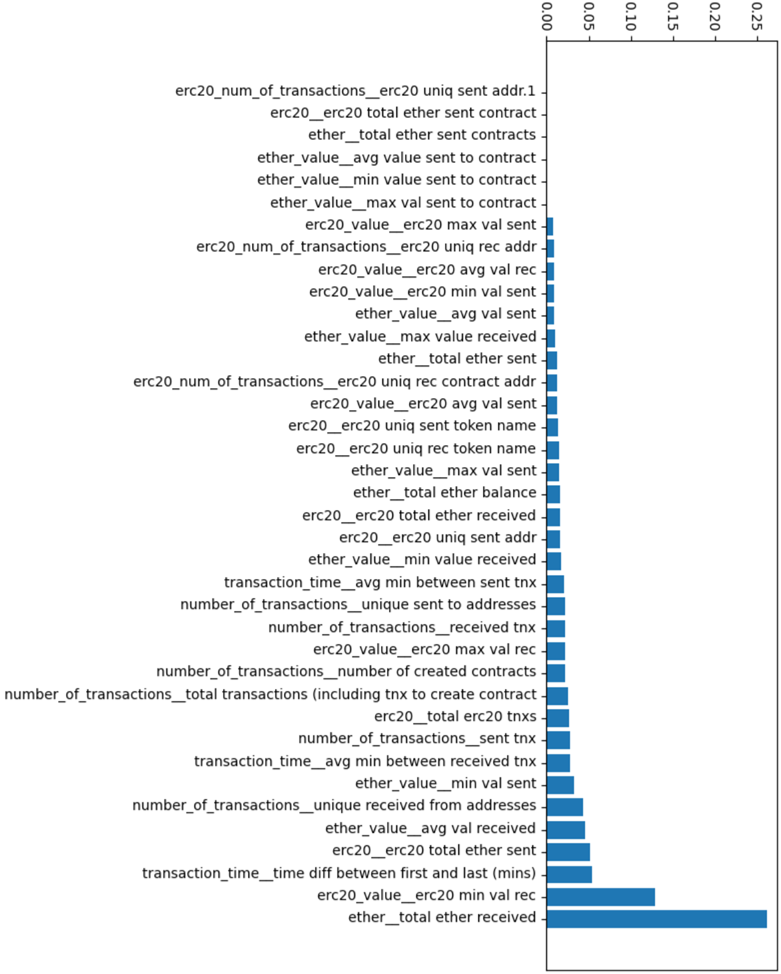 0.00 0.05 0.10 0.15 0.20 0.25
erc20_num_of_transactions__erc20 uniq sent addr.1
erc20__erc20 total ether sent contract
ether__total ether sent contracts
ether_value__avg value sent to contract
ether_value__min value sent to contract
ether_value__max val sent to contract
erc20_value__erc20 max val sent
erc20_num_of_transactions__erc20 uniq rec addr
erc20_value__erc20 avg val rec
erc20_value__erc20 min val sent
ether_value__avg val sent
ether_value__max value received
ether__total ether sent
erc20_num_of_transactions__erc20 uniq rec contract addr
erc20_value__erc20 avg val sent
erc20__erc20 uniq sent token name
erc20__erc20 uniq rec token name
ether_value__max val sent
ether__total ether balance
erc20__erc20 total ether received
erc20__erc20 uniq sent addr
ether_value__min value received
transaction_time__avg min between sent tnx
number_of_transactions__unique sent to addresses
number_of_transactions__received tnx
erc20_value__erc20 max val rec
number_of_transactions__number of created contracts
number_of_transactions__total transactions (including tnx to create contract
erc20__total erc20 tnxs
number_of_transactions__sent tnx
transaction_time__avg min between received tnx
ether_value__min val sent
number_of_transactions__unique received from addresses
ether_value__avg val received
erc20__erc20 total ether sent
transaction_time__time diff between first and last (mins)
erc20_value__erc20 min val rec
ether__total ether received